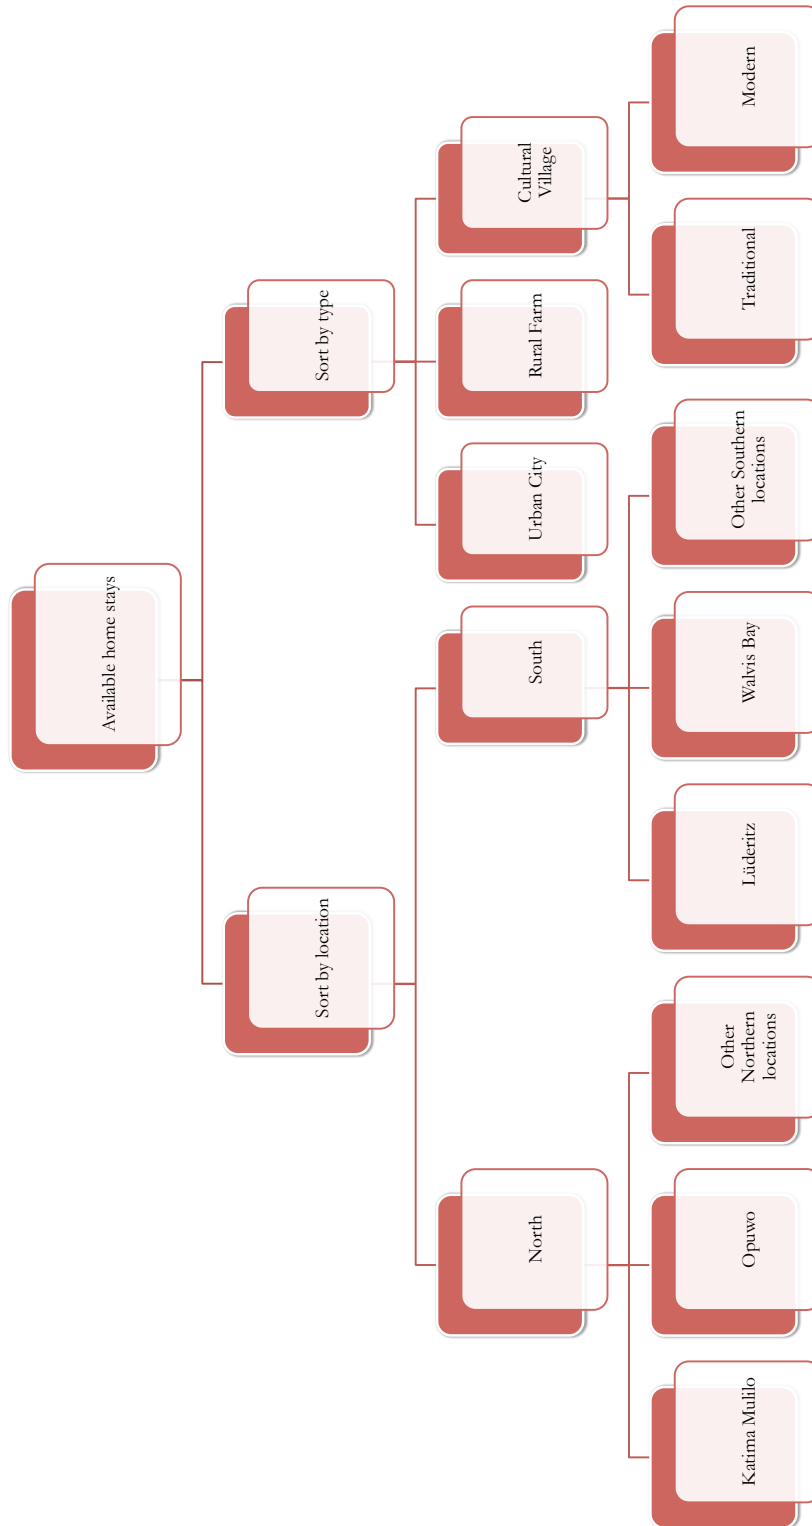 Available home stays
Sort by location
Sort by type
North
South
Urban City
Rural Farm
Cultural
Village
Katima Mulilo
Opuwo
Other
Northern
locations
Lüderitz
Walvis Bay
Other Southern
locations
Traditional
Modern